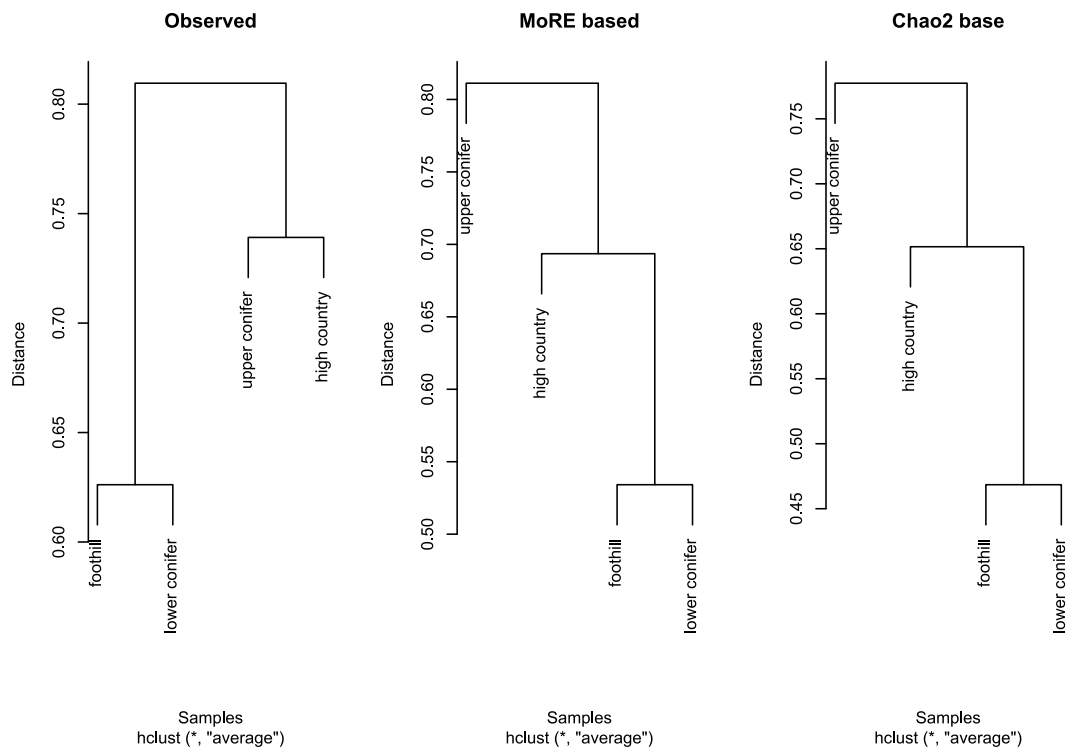 Observed
MoRE based
Chao2 base
Distance
0.60
0.65
0.70
0.75
0.80
foothill
lower conifer
upper conifer
high country
Samples
hclust (*, "average")
Distance
0.50
0.55
0.60
0.65
0.70
0.75
0.80
upper conifer
high country
foothill
lower conifer
Samples
hclust (*, "average")
Distance
0.45
0.50
0.55
0.60
0.65
0.70
0.75
upper conifer
high country
foothill
lower conifer
Samples
hclust (*, "average")